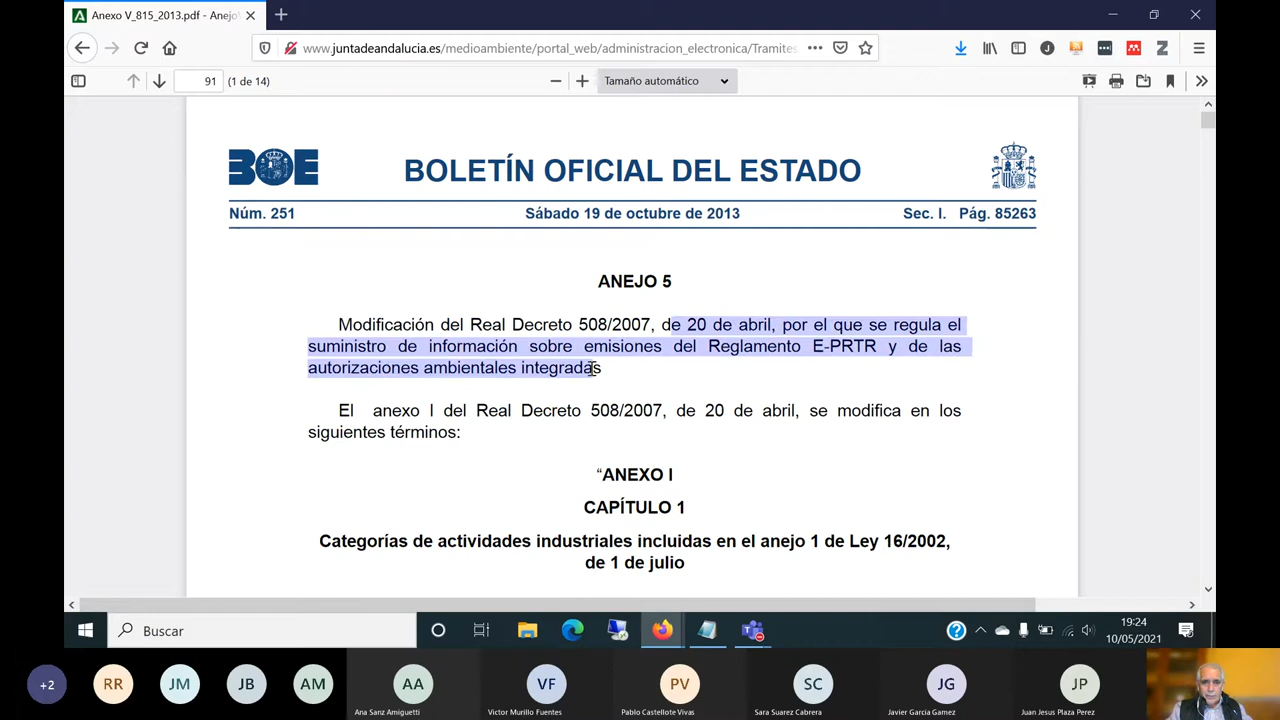 Anexo V_815_2013.pdf - Anejo
www.juntadeandalucia.es/medioambiente/portal_web/administracion_electronica/Tramites
91 (1 de 14) Tamaño automático
BOE
BOLETÍN OFICIAL DEL ESTADO
Núm. 251 Sábado 19 de octubre de 2013 Sec. I. Pág. 85263
ANEJO 5
Modificación del Real Decreto 508/2007, de 20 de abril, por el que se regula el
suministro de información sobre emisiones del Reglamento E-PRTR y de las
autorizaciones ambientales integradas
El anexo I del Real Decreto 508/2007, de 20 de abril, se modifica en los
siguientes términos:
“ANEXO I
CAPÍTULO 1
Categorías de actividades industriales incluidas en el anejo 1 de Ley 16/2002,
de 1 de julio
Buscar
19:24
10/05/2021
+2 RR JM JB AM AA VF PV SC JG JP
Ana Sanz Amiguetti Victor Murillo Fuentes Pablo Castellote Vivas Sara Suarez Cabrera Javier Garcia Gamez Juan Jesus Plaza Perez